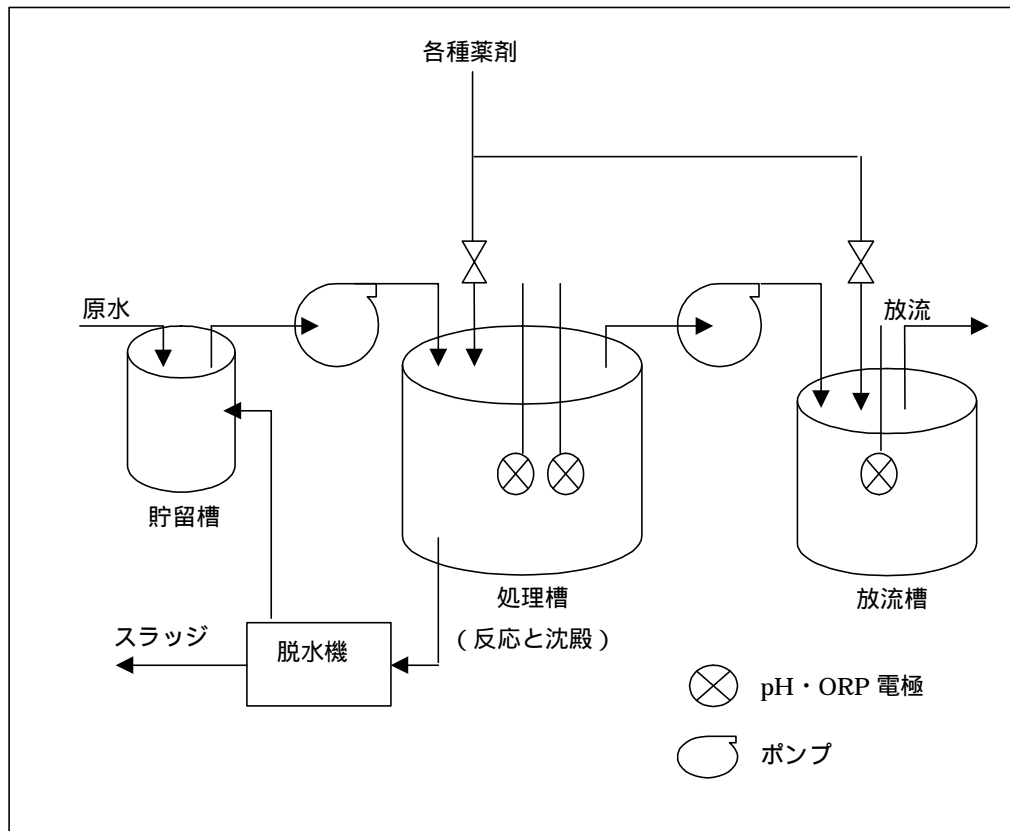 各種薬剤
原水
放流
貯留槽
処理槽
(反応と沈殿)
放流槽
スラッジ
脱水機
pH・ORP 電極
ポンプ